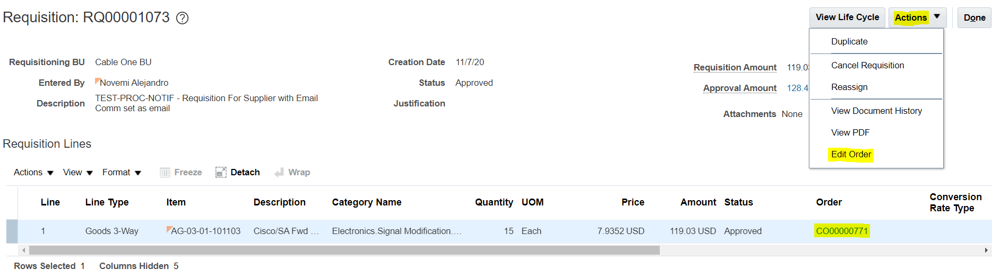 Requisition: RQ00001073 ?
View Life Cycle Actions Done
Duplicate
Cancel Requisition
Reassign
View Document History
View PDF
Edit Order
Requisitioning BU Cable One BU
Entered By Novemi Alejandro
Description TEST-PROC-NOTIF - Requisition For Supplier with Email
Comm set as email
Creation Date 11/7/20
Status Approved
Justification
Requisition Amount 119.03
Approval Amount 128.4
Attachments None
Requisition Lines
Actions View Format Freeze Detach Wrap
Line Line Type Item Description Category Name Quantity UOM Price Amount Status Order Conversion
Rate Type
1 Goods 3-Way AG-03-01-101103 Cisco/SA Fwd ... Electronics.Signal Modification.... 15 Each 7.9352 USD 119.03 USD Approved CO00000771
Rows Selected 1 Columns Hidden 5